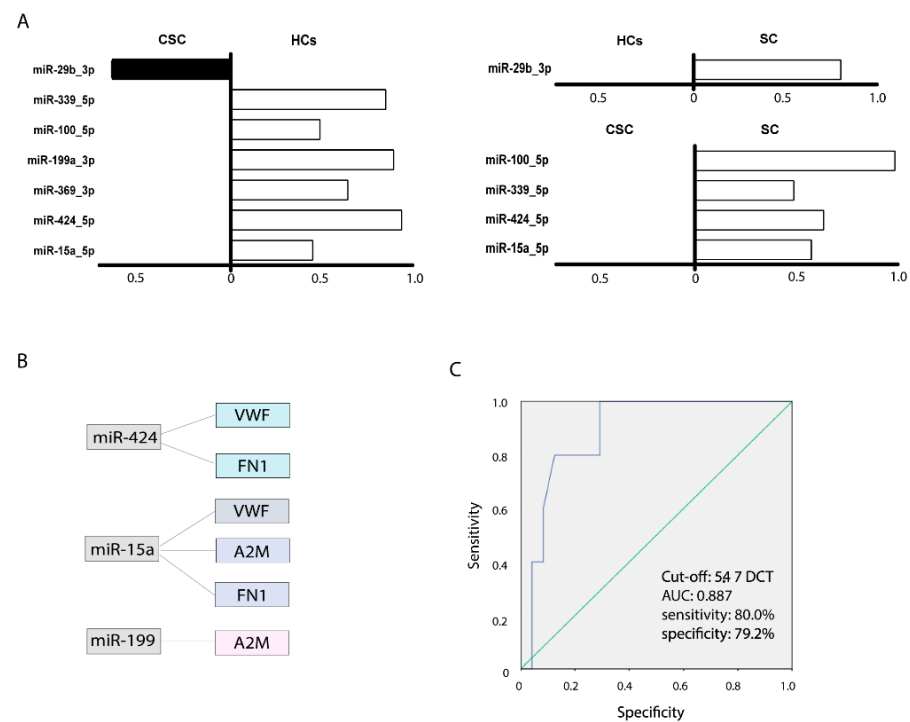 A
CSC HCs
miR-29b_3p
miR-339_5p
miR-100_5p
miR-199a_3p
miR-369_3p
miR-424_5p
miR-15a_5p
0.5 0 0.5 1.0
HCs SC
miR-29b_3p
0.5 0 0.5 1.0
CSC SC
miR-100_5p
miR-339_5p
miR-424_5p
miR-15a_5p
0.5 0 0.5 1.0
B
miR-424
VWF
FN1
miR-15a
VWF
A2M
FN1
miR-199
A2M
C
Sensitivity
1.0
0.8
0.6
0.4
0.2
0
Cut-off: 54 7 DCT
AUC: 0.887
sensitivity: 80.0%
specificity: 79.2%
0 0.2 0.4 0.6 0.8 1.0
Specificity